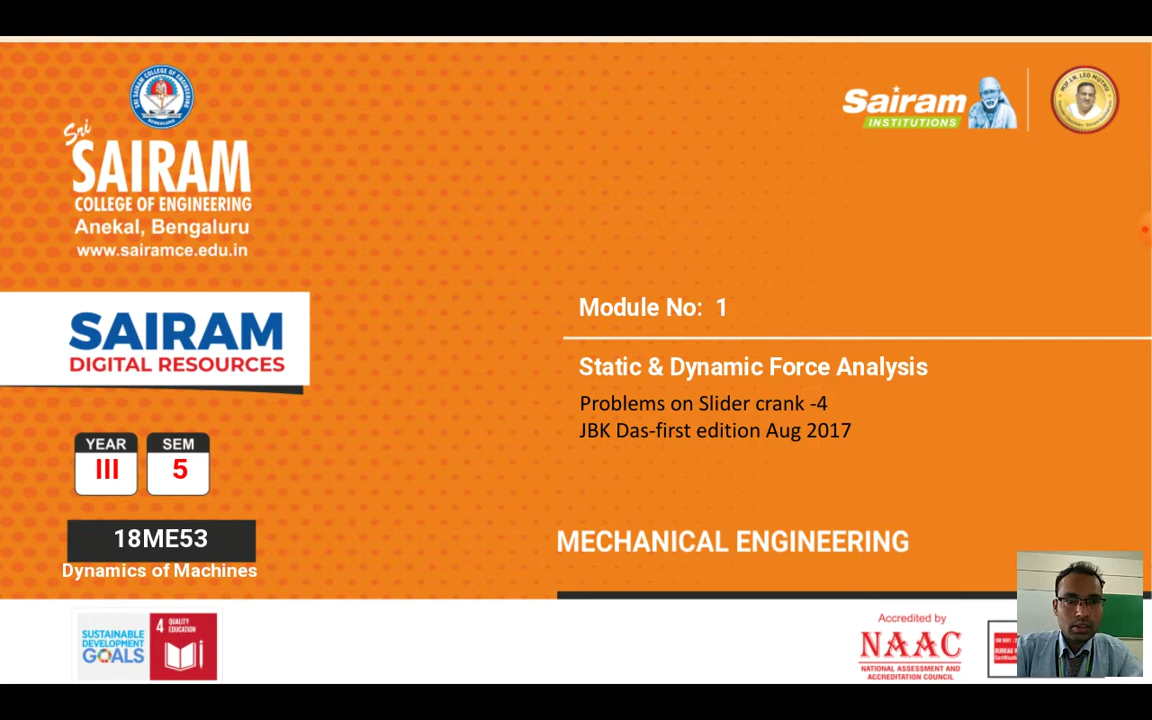 Sri
SAIRAM
COLLEGE OF ENGINEERING
Anekal, Bengaluru
www.sairamce.edu.in
Sairam
INSTITUTIONS
SAIRAM
DIGITAL RESOURCES
Module No: 1
Static & Dynamic Force Analysis
Problems on Slider crank -4
JBK Das-first edition Aug 2017
YEAR
III
SEM
5
18ME53
Dynamics of Machines
MECHANICAL ENGINEERING
SUSTAINABLE
DEVELOPMENT
GOALS
4 QUALITY
EDUCATION
Accredited by
NAAC
NATIONAL ASSESSMENT AND
ACCREDITATION COUNCIL